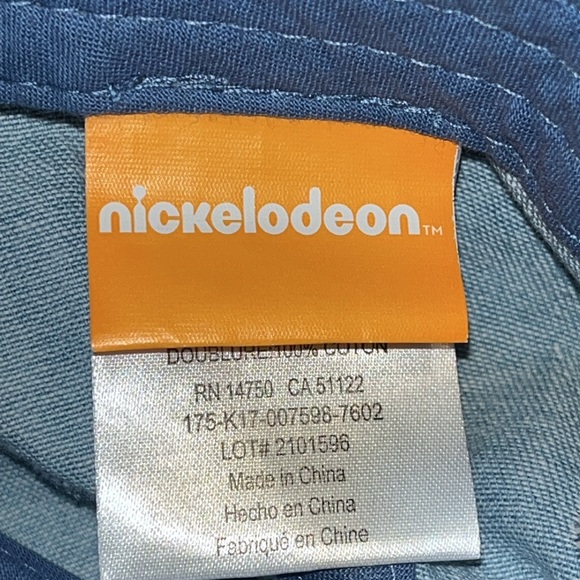 nickelodeon™
DOUBLURE:100% COTON
RN 14750 CA 51122
175-K17-007598-7602
LOT# 2101596
Made in China
Hecho en China
Fabriqué en Chine